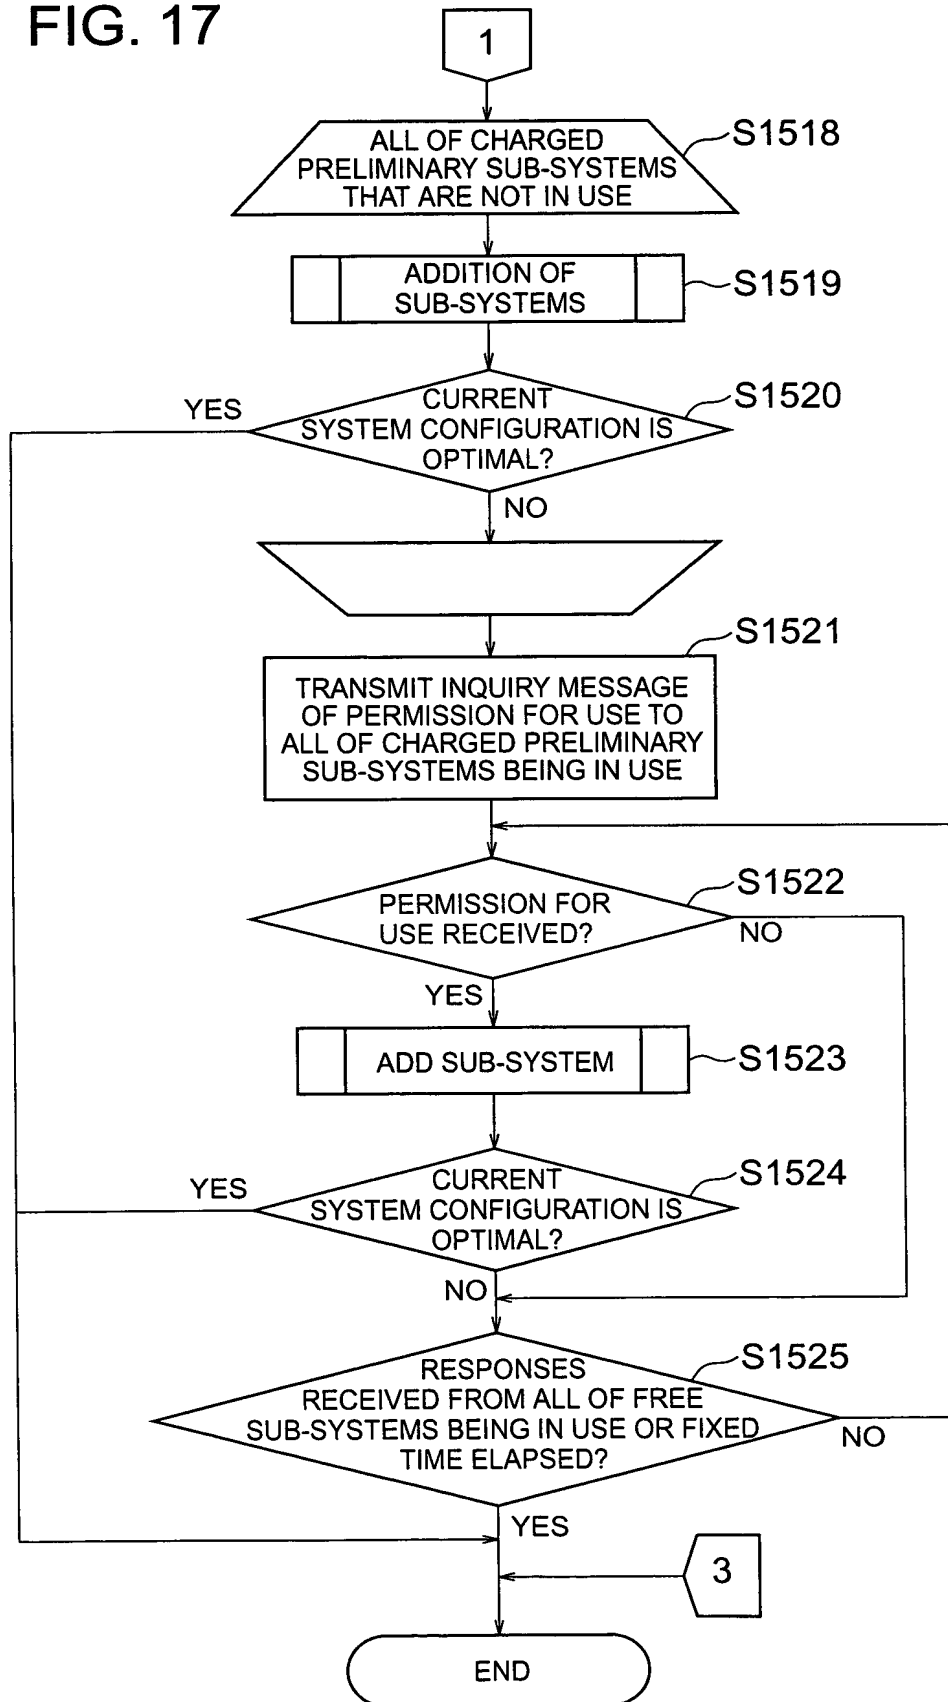 FIG. 17
1
ALL OF CHARGED
PRELIMINARY SUB-SYSTEMS
THAT ARE NOT IN USE
S1518
ADDITION OF
SUB-SYSTEMS
S1519
CURRENT
SYSTEM CONFIGURATION IS
OPTIMAL?
S1520
YES
NO
S1521
TRANSMIT INQUIRY MESSAGE
OF PERMISSION FOR USE TO
ALL OF CHARGED PRELIMINARY
SUB-SYSTEMS BEING IN USE
PERMISSION FOR
USE RECEIVED?
S1522
NO
YES
ADD SUB-SYSTEM
S1523
CURRENT
SYSTEM CONFIGURATION IS
OPTIMAL?
S1524
YES
NO
RESPONSES
RECEIVED FROM ALL OF FREE
SUB-SYSTEMS BEING IN USE OR FIXED
TIME ELAPSED?
S1525
NO
YES
3
END